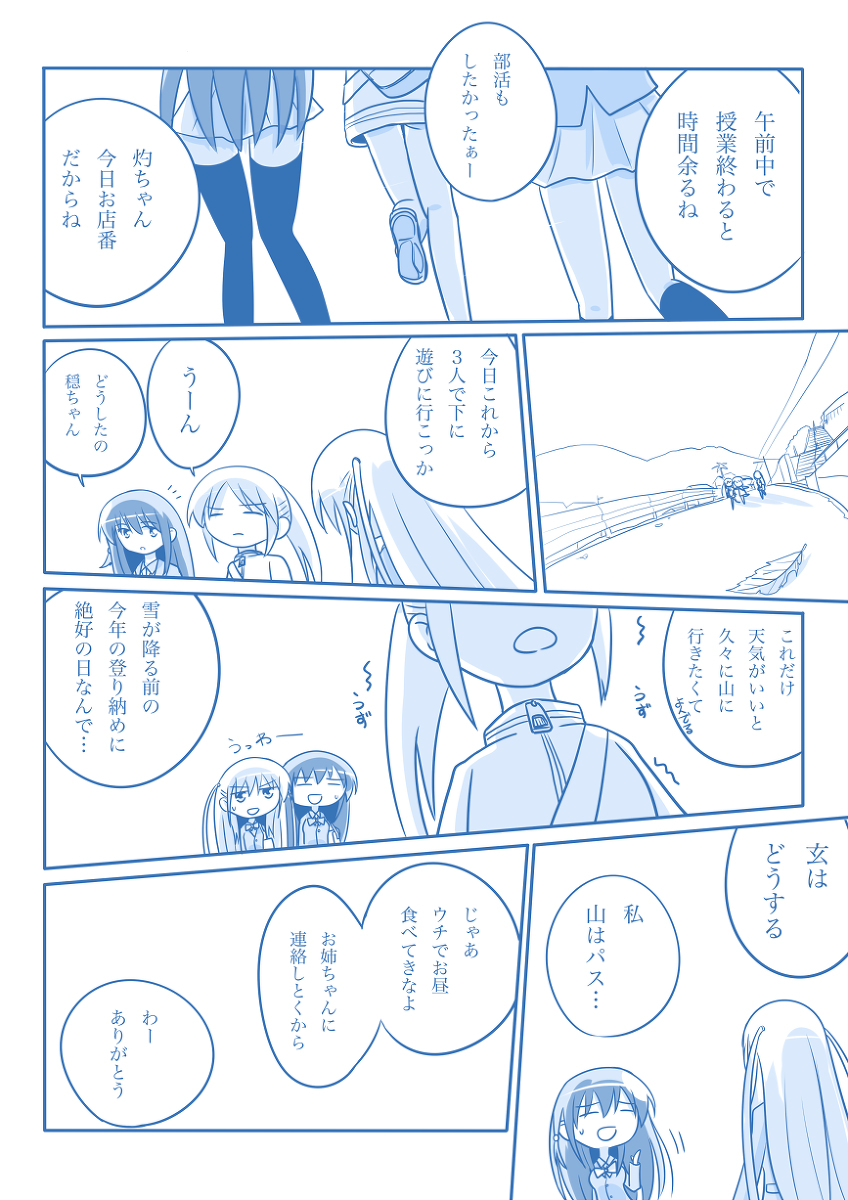 午前中で
授業終わると
時間余るね
部活も
したかったぁー
灼ちゃん
今日お店番
だからね
今日これから
3人で下に
遊びに行こっか
うーん
どうしたの
穏ちゃん
これだけ
天気がいいと
久々に山に
行きたくて
よんでる
うず
うず
雪が降る前の
今年の登り納めに
絶好の日なんで…
うっわー
玄は
どうする
私
山はパス…
じゃあ
ウチでお昼
食べてきなよ
お姉ちゃんに
連絡しとくから
わー
ありがとう